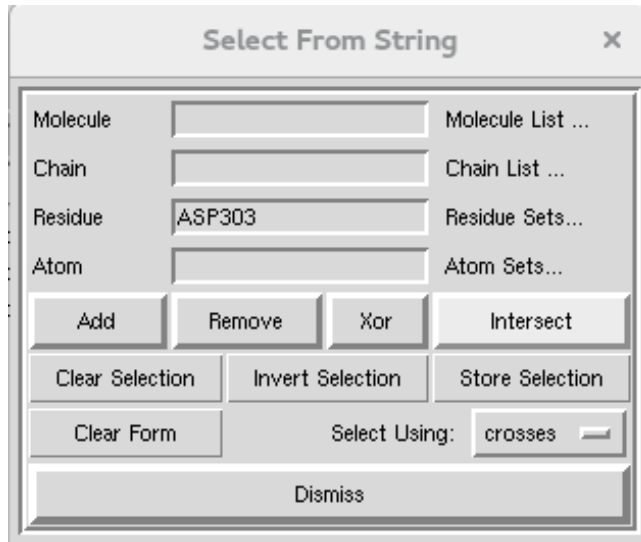 Select From String ×
Molecule Molecule List ...
Chain Chain List ...
Residue ASP303 Residue Sets...
Atom Atom Sets...
Add Remove Xor Intersect
Clear Selection Invert Selection Store Selection
Clear Form Select Using: crosses
Dismiss